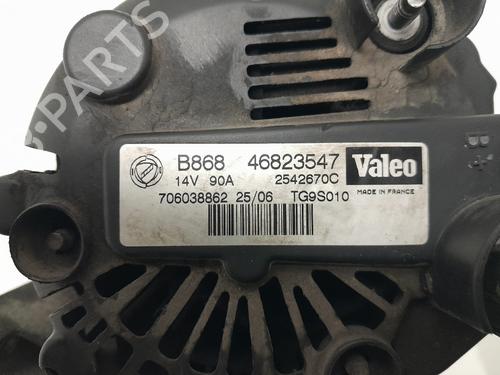 B868 46823547 Valeo
14V 90A 2542670C MADE IN FRANCE
706038862 25/06 TG9S010
B+
B-PARTS